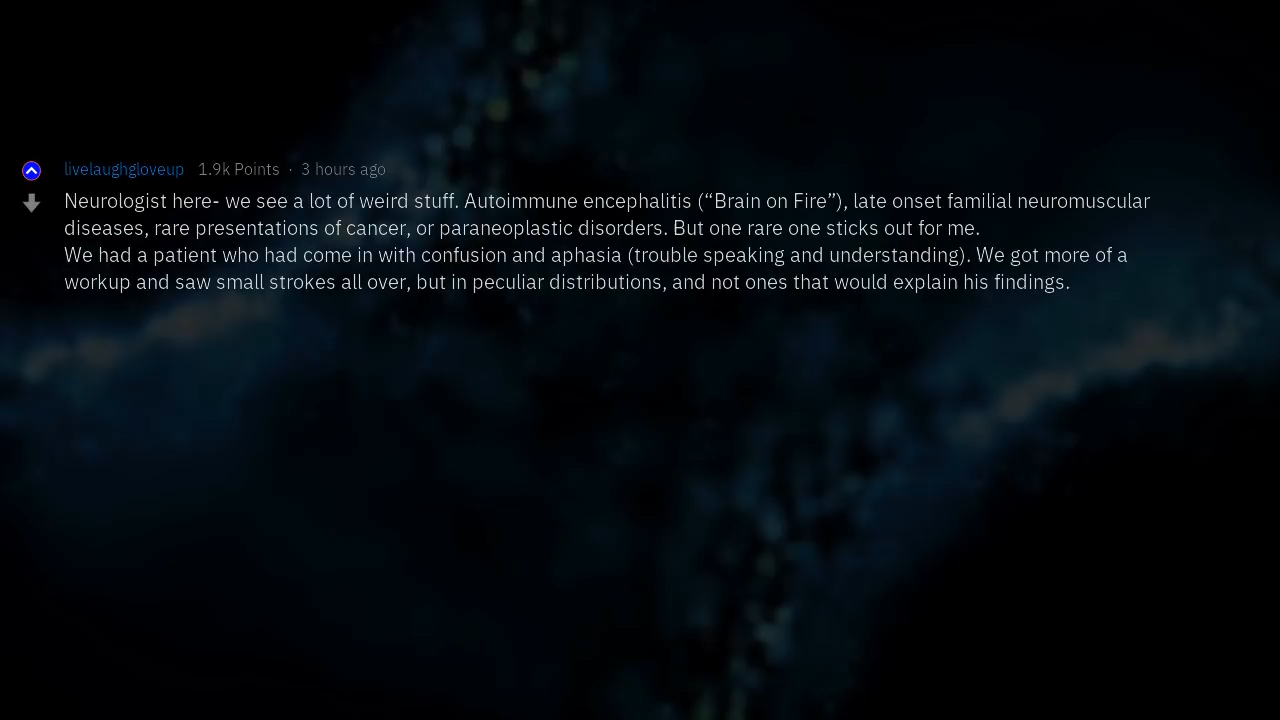 livelaughgloveup 1.9k Points · 3 hours ago
Neurologist here- we see a lot of weird stuff. Autoimmune encephalitis (“Brain on Fire”), late onset familial neuromuscular
diseases, rare presentations of cancer, or paraneoplastic disorders. But one rare one sticks out for me.
We had a patient who had come in with confusion and aphasia (trouble speaking and understanding). We got more of a
workup and saw small strokes all over, but in peculiar distributions, and not ones that would explain his findings.